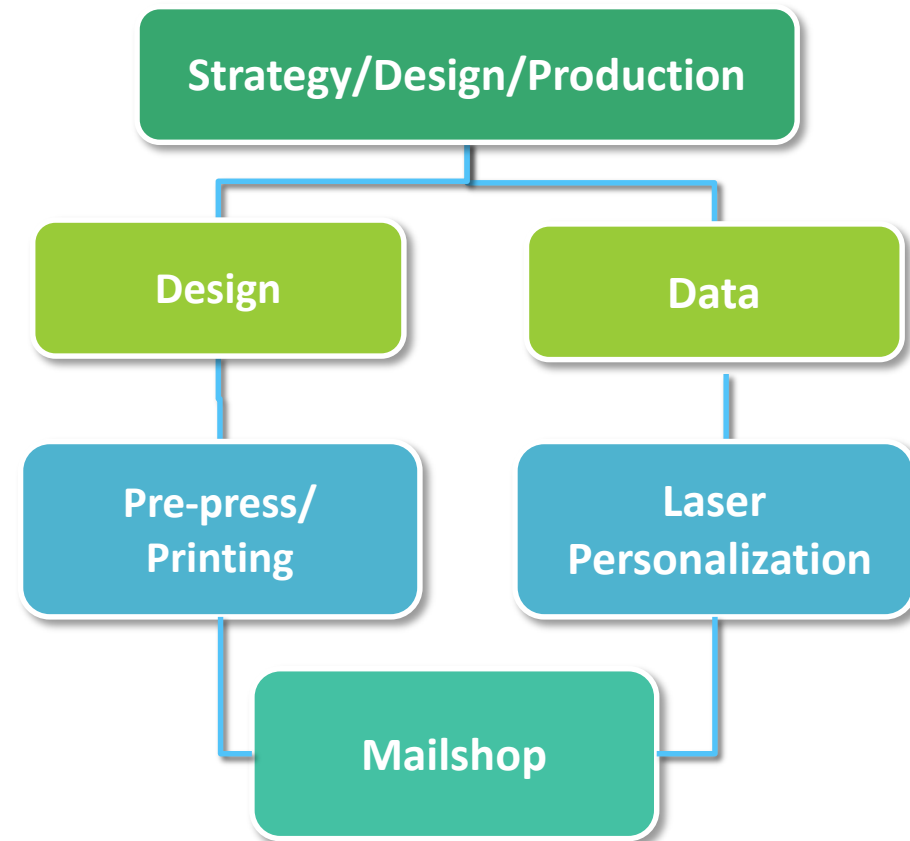 Strategy/Design/Production
Design
Data
Pre-press/
Printing
Laser
Personalization
Mailshop